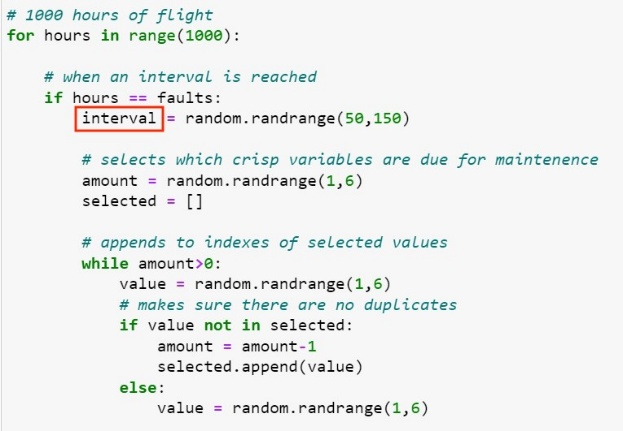 # 1000 hours of flight
for hours in range(1000):
# when an interval is reached
if hours == faults:
interval = random.randrange(50,150)
# selects which crisp variables are due for maintenence
amount = random.randrange(1,6)
selected = []
# appends to indexes of selected values
while amount>0:
value = random.randrange(1,6)
# makes sure there are no duplicates
if value not in selected:
amount = amount-1
selected.append(value)
else:
value = random.randrange(1,6)